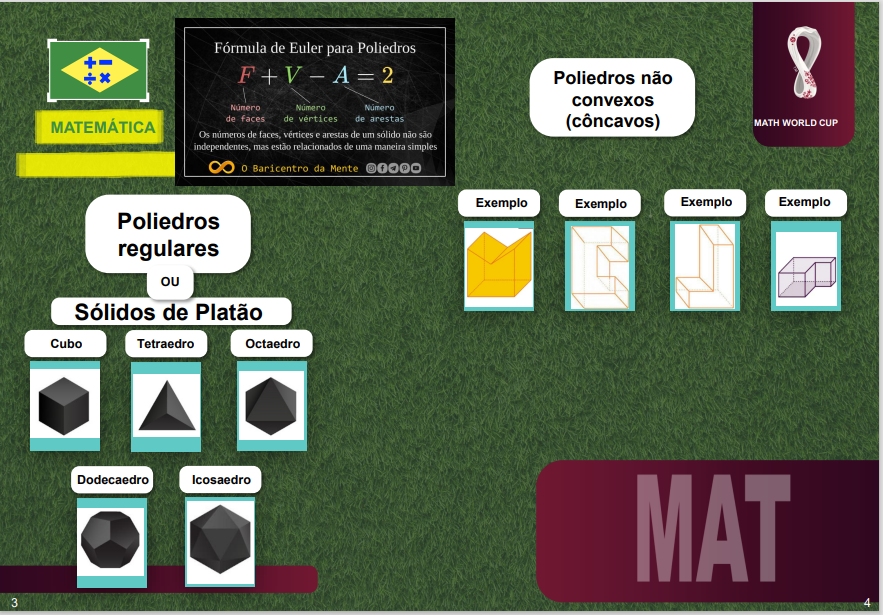 MATEMÁTICA
Fórmula de Euler para Poliedros
F + V − A = 2
Número de faces
Número de vértices
Número de arestas
Os números de faces, vértices e arestas de um sólido não são
independentes, mas estão relacionados de uma maneira simples
O Baricentro da Mente
Poliedros
regulares
OU
Sólidos de Platão
Cubo
Tetraedro
Octaedro
Dodecaedro
Icosaedro
3
Poliedros não
convexos
(côncavos)
MATH WORLD CUP
Exemplo
Exemplo
Exemplo
Exemplo
MAT
4